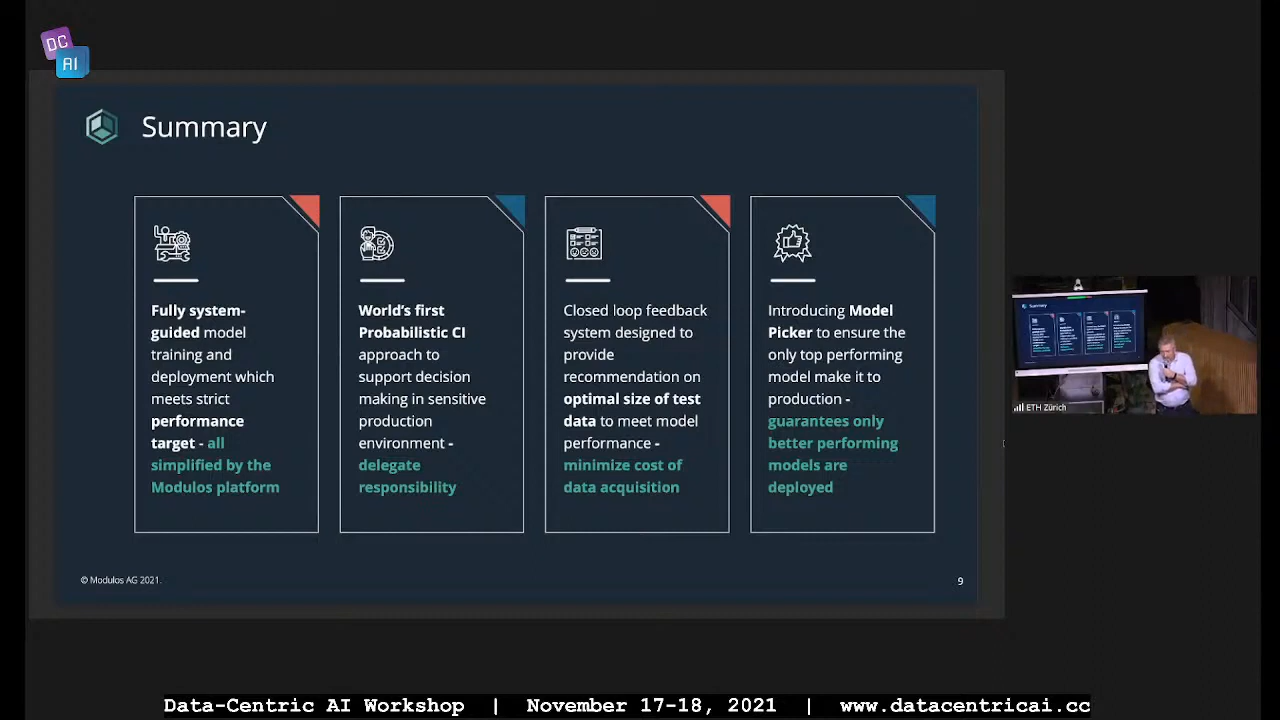 DC
AI
Summary
Fully system-
guided model
training and
deployment which
meets strict
performance
target - all
simplified by the
Modulos platform
World's first
Probabilistic CI
approach to
support decision
making in sensitive
production
environment -
delegate
responsibility
Closed loop feedback
system designed to
provide
recommendation on
optimal size of test
data to meet model
performance -
minimize cost of
data acquisition
Introducing Model
Picker to ensure the
only top performing
model make it to
production -
guarantees only
better performing
models are
deployed
© Modulos AG 2021.
9
Summary
ETH Zürich
Data-Centric AI Workshop | November 17-18, 2021 | www.datacentricai.cc